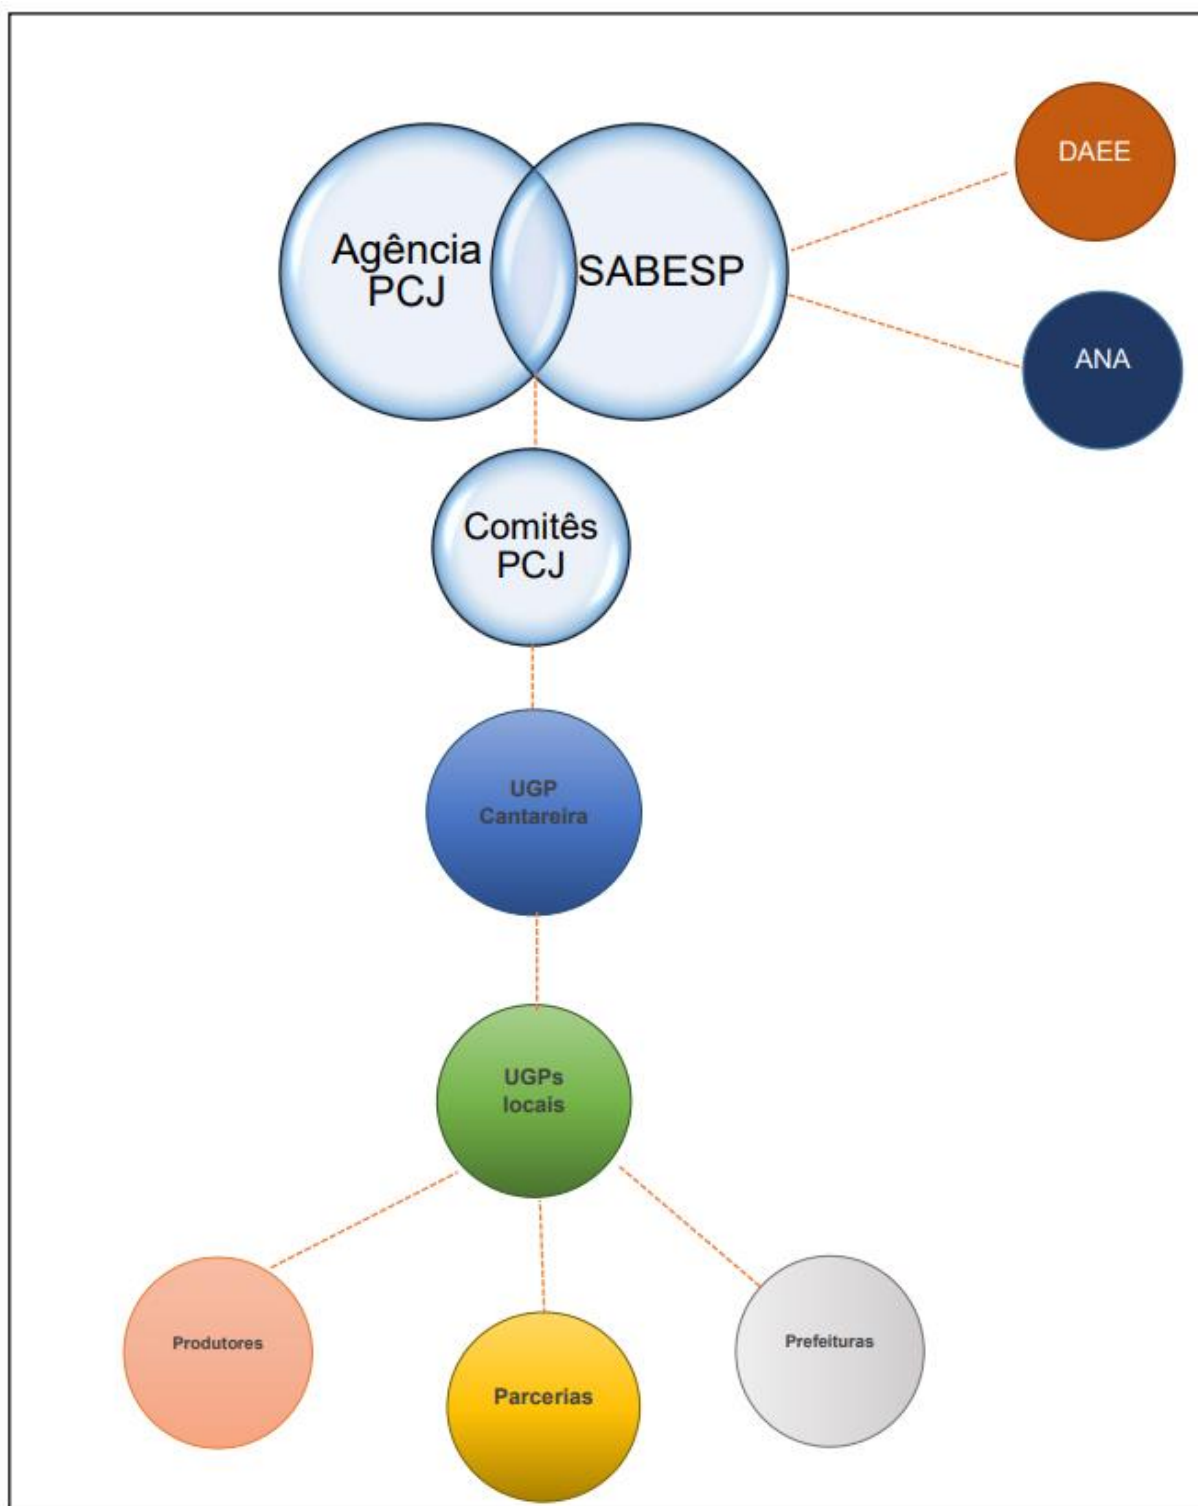 Agência
PCJ
SABESP
DAEE
ANA
Comitês
PCJ
UGP
Cantareira
UGPs
locais
Produtores
Parcerias
Prefeituras